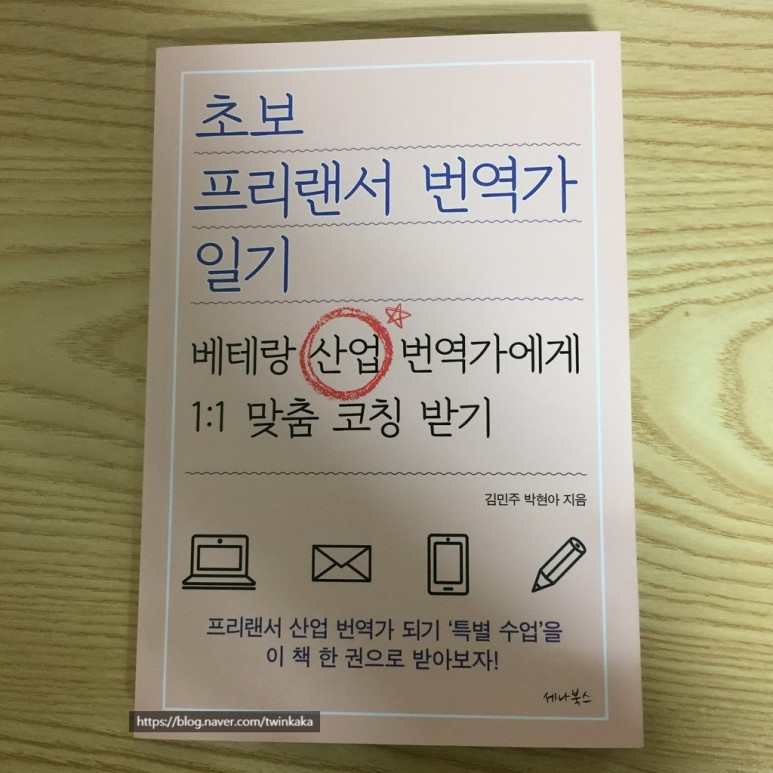 초보
프리랜서 번역가
일기
베테랑 산업 번역가에게
1:1 맞춤 코칭 받기
김민주 박현아 지음
프리랜서 산업 번역가 되기 '특별 수업'을
이 책 한 권으로 받아보자!
세나북스
https://blog.naver.com/twinkaka